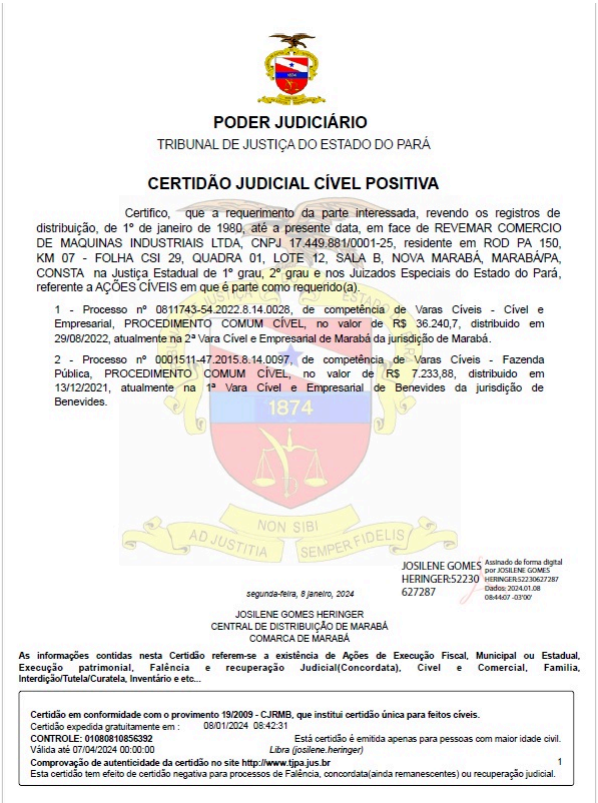 PODER JUDICIÁRIO
TRIBUNAL DE JUSTIÇA DO ESTADO DO PARÁ
CERTIDÃO JUDICIAL CÍVEL POSITIVA
Certifico, que a requerimento da parte interessada, revendo os registros de
distribuição, de 1º de janeiro de 1980, até a presente data, em face de REVEMAR COMERCIO
DE MAQUINAS INDUSTRIAIS LTDA, CNPJ 17.449.881/0001-25, residente em ROD PA 150,
KM 07 - FOLHA CSI 29, QUADRA 01, LOTE 12, SALA B, NOVA MARABÁ, MARABÁ/PA,
CONSTA na Justiça Estadual de 1º grau, 2º grau e nos Juizados Especiais do Estado do Pará,
referente a AÇÕES CÍVEIS em que é parte como requerido(a).
1 - Processo nº 0811743-54.2022.8.14.0028, de competência de Varas Cíveis - Cível e
Empresarial, PROCEDIMENTO COMUM CÍVEL, no valor de R$ 36.240,7, distribuído em
29/08/2022, atualmente na 2ª Vara Cível e Empresarial de Marabá da jurisdição de Marabá.
2 - Processo nº 0001511-47.2015.8.14.0097, de competência de Varas Cíveis - Fazenda
Pública, PROCEDIMENTO COMUM CÍVEL, no valor de R$ 7.233,88, distribuído em
13/12/2021, atualmente na 1ª Vara Cível e Empresarial de Benevides da jurisdição de
Benevides.
1874
NON SIBI
AD JUSTITIA SEMPER FIDELIS
JOSILENE GOMES
HERINGER:52230
627287
Assinado de forma digital
por JOSILENE GOMES
HERINGER:52230627287
Dados: 2024.01.08
08:44:07 -03'00'
segunda-feira, 8 janeiro, 2024
JOSILENE GOMES HERINGER
CENTRAL DE DISTRIBUIÇÃO DE MARABÁ
COMARCA DE MARABÁ
As informações contidas nesta Certidão referem-se a existência de Ações de Execução Fiscal, Municipal ou Estadual,
Execução patrimonial, Falência e recuperação Judicial(Concordata), Cível e Comercial, Familia,
Interdição/Tutela/Curatela, Inventário e etc...
Certidão em conformidade com o provimento 19/2009 - CJRMB, que institui certidão única para feitos cíveis.
Certidão expedida gratuitamente em : 08/01/2024 08:42:31
CONTROLE: 01080810856392 Está certidão é emitida apenas para pessoas com maior idade civil.
Válida até 07/04/2024 00:00:00 Libra (josilene.heringer)
Comprovação de autenticidade da certidão no site http://www.tjpa.jus.br 1
Esta certidão tem efeito de certidão negativa para processos de Falência, concordata(ainda remanescentes) ou recuperação judicial.